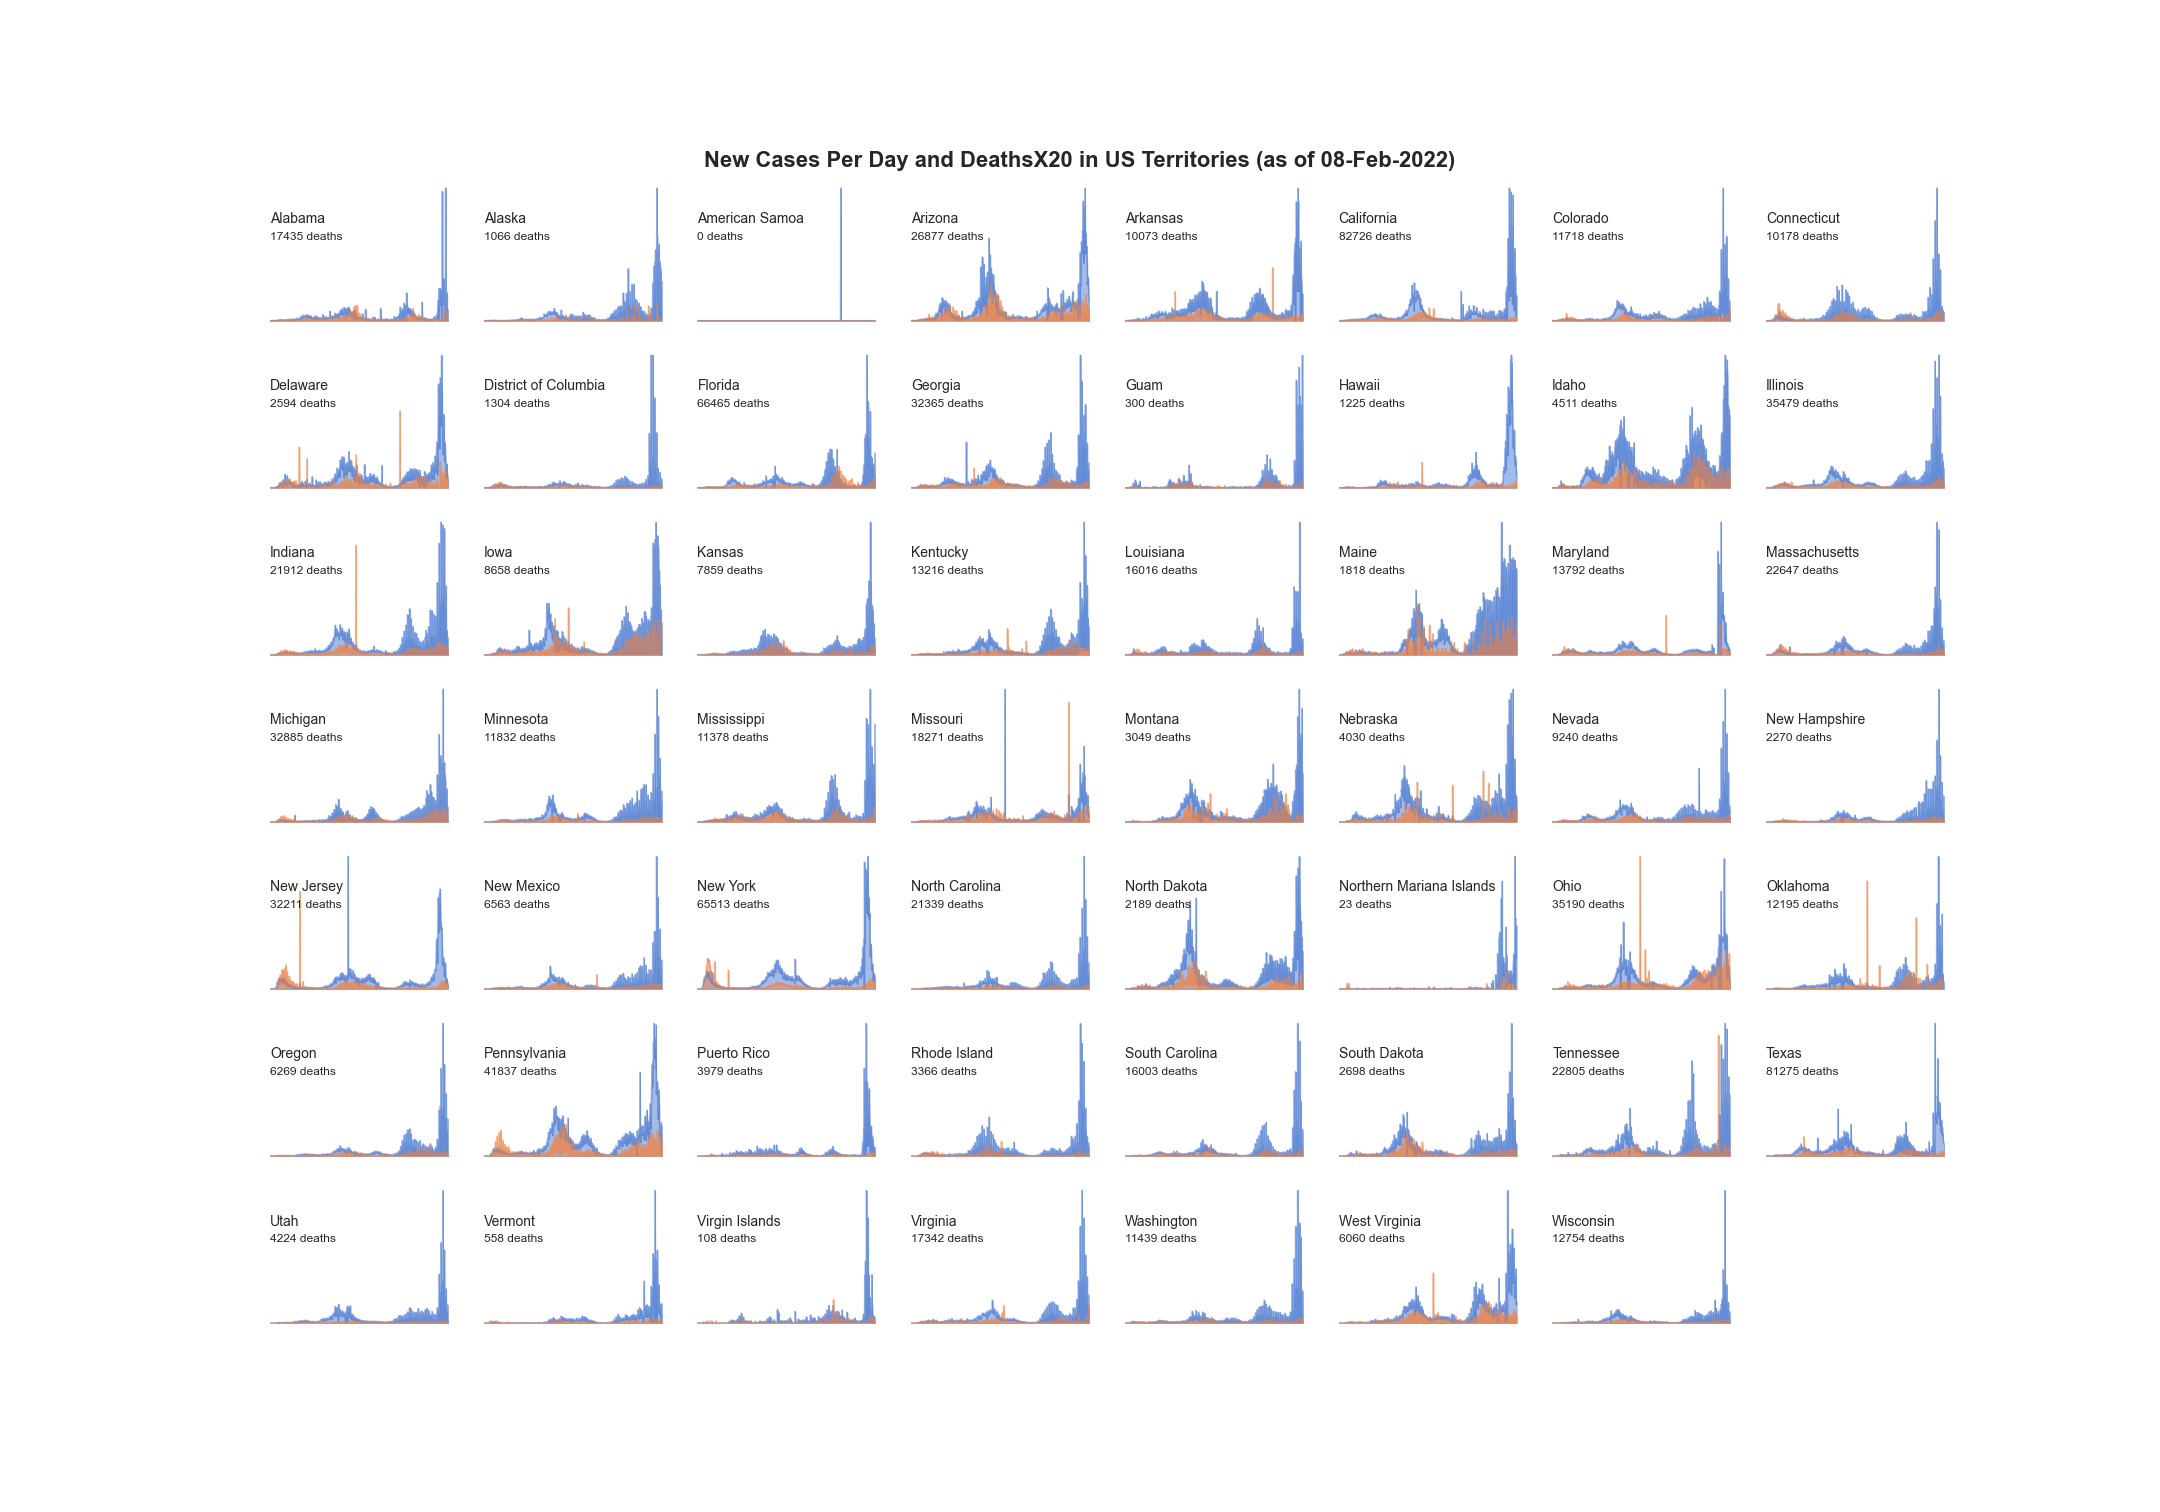 New Cases Per Day and DeathsX20 in US Territories (as of 08-Feb-2022)
Alabama
17435 deaths
Alaska
1066 deaths
American Samoa
0 deaths
Arizona
26877 deaths
Arkansas
10073 deaths
California
82726 deaths
Colorado
11718 deaths
Connecticut
10178 deaths
Delaware
2594 deaths
District of Columbia
1304 deaths
Florida
66465 deaths
Georgia
32365 deaths
Guam
300 deaths
Hawaii
1225 deaths
Idaho
4511 deaths
Illinois
35479 deaths
Indiana
21912 deaths
Iowa
8658 deaths
Kansas
7859 deaths
Kentucky
13216 deaths
Louisiana
16016 deaths
Maine
1818 deaths
Maryland
13792 deaths
Massachusetts
22647 deaths
Michigan
32885 deaths
Minnesota
11832 deaths
Mississippi
11378 deaths
Missouri
18271 deaths
Montana
3049 deaths
Nebraska
4030 deaths
Nevada
9240 deaths
New Hampshire
2270 deaths
New Jersey
32211 deaths
New Mexico
6563 deaths
New York
65513 deaths
North Carolina
21339 deaths
North Dakota
2189 deaths
Northern Mariana Islands
23 deaths
Ohio
35190 deaths
Oklahoma
12195 deaths
Oregon
6269 deaths
Pennsylvania
41837 deaths
Puerto Rico
3979 deaths
Rhode Island
3366 deaths
South Carolina
16003 deaths
South Dakota
2698 deaths
Tennessee
22805 deaths
Texas
81275 deaths
Utah
4224 deaths
Vermont
558 deaths
Virgin Islands
108 deaths
Virginia
17342 deaths
Washington
11439 deaths
West Virginia
6060 deaths
Wisconsin
12754 deaths